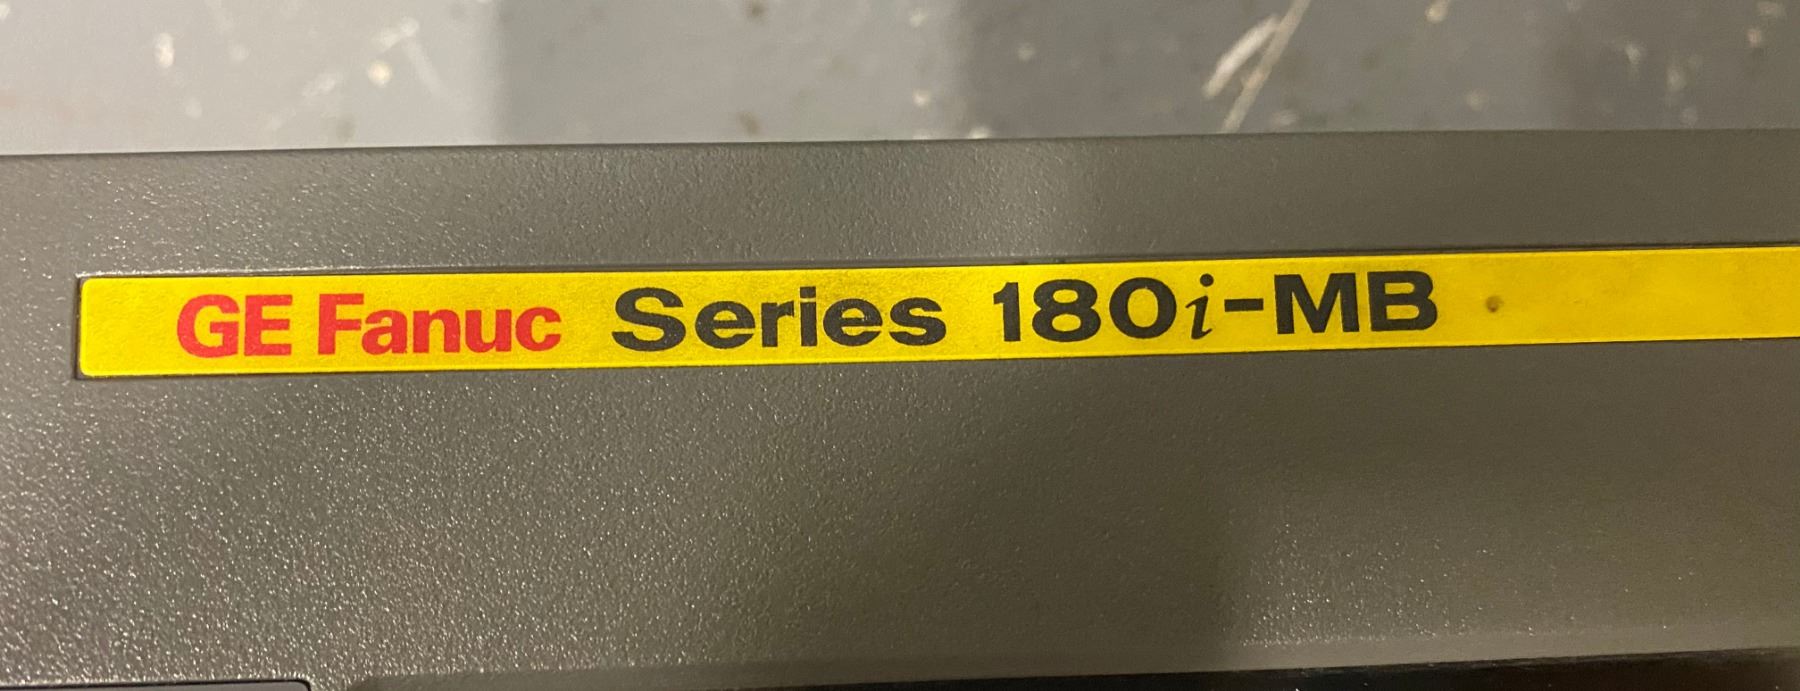 GE Fanuc Series 180i-MB